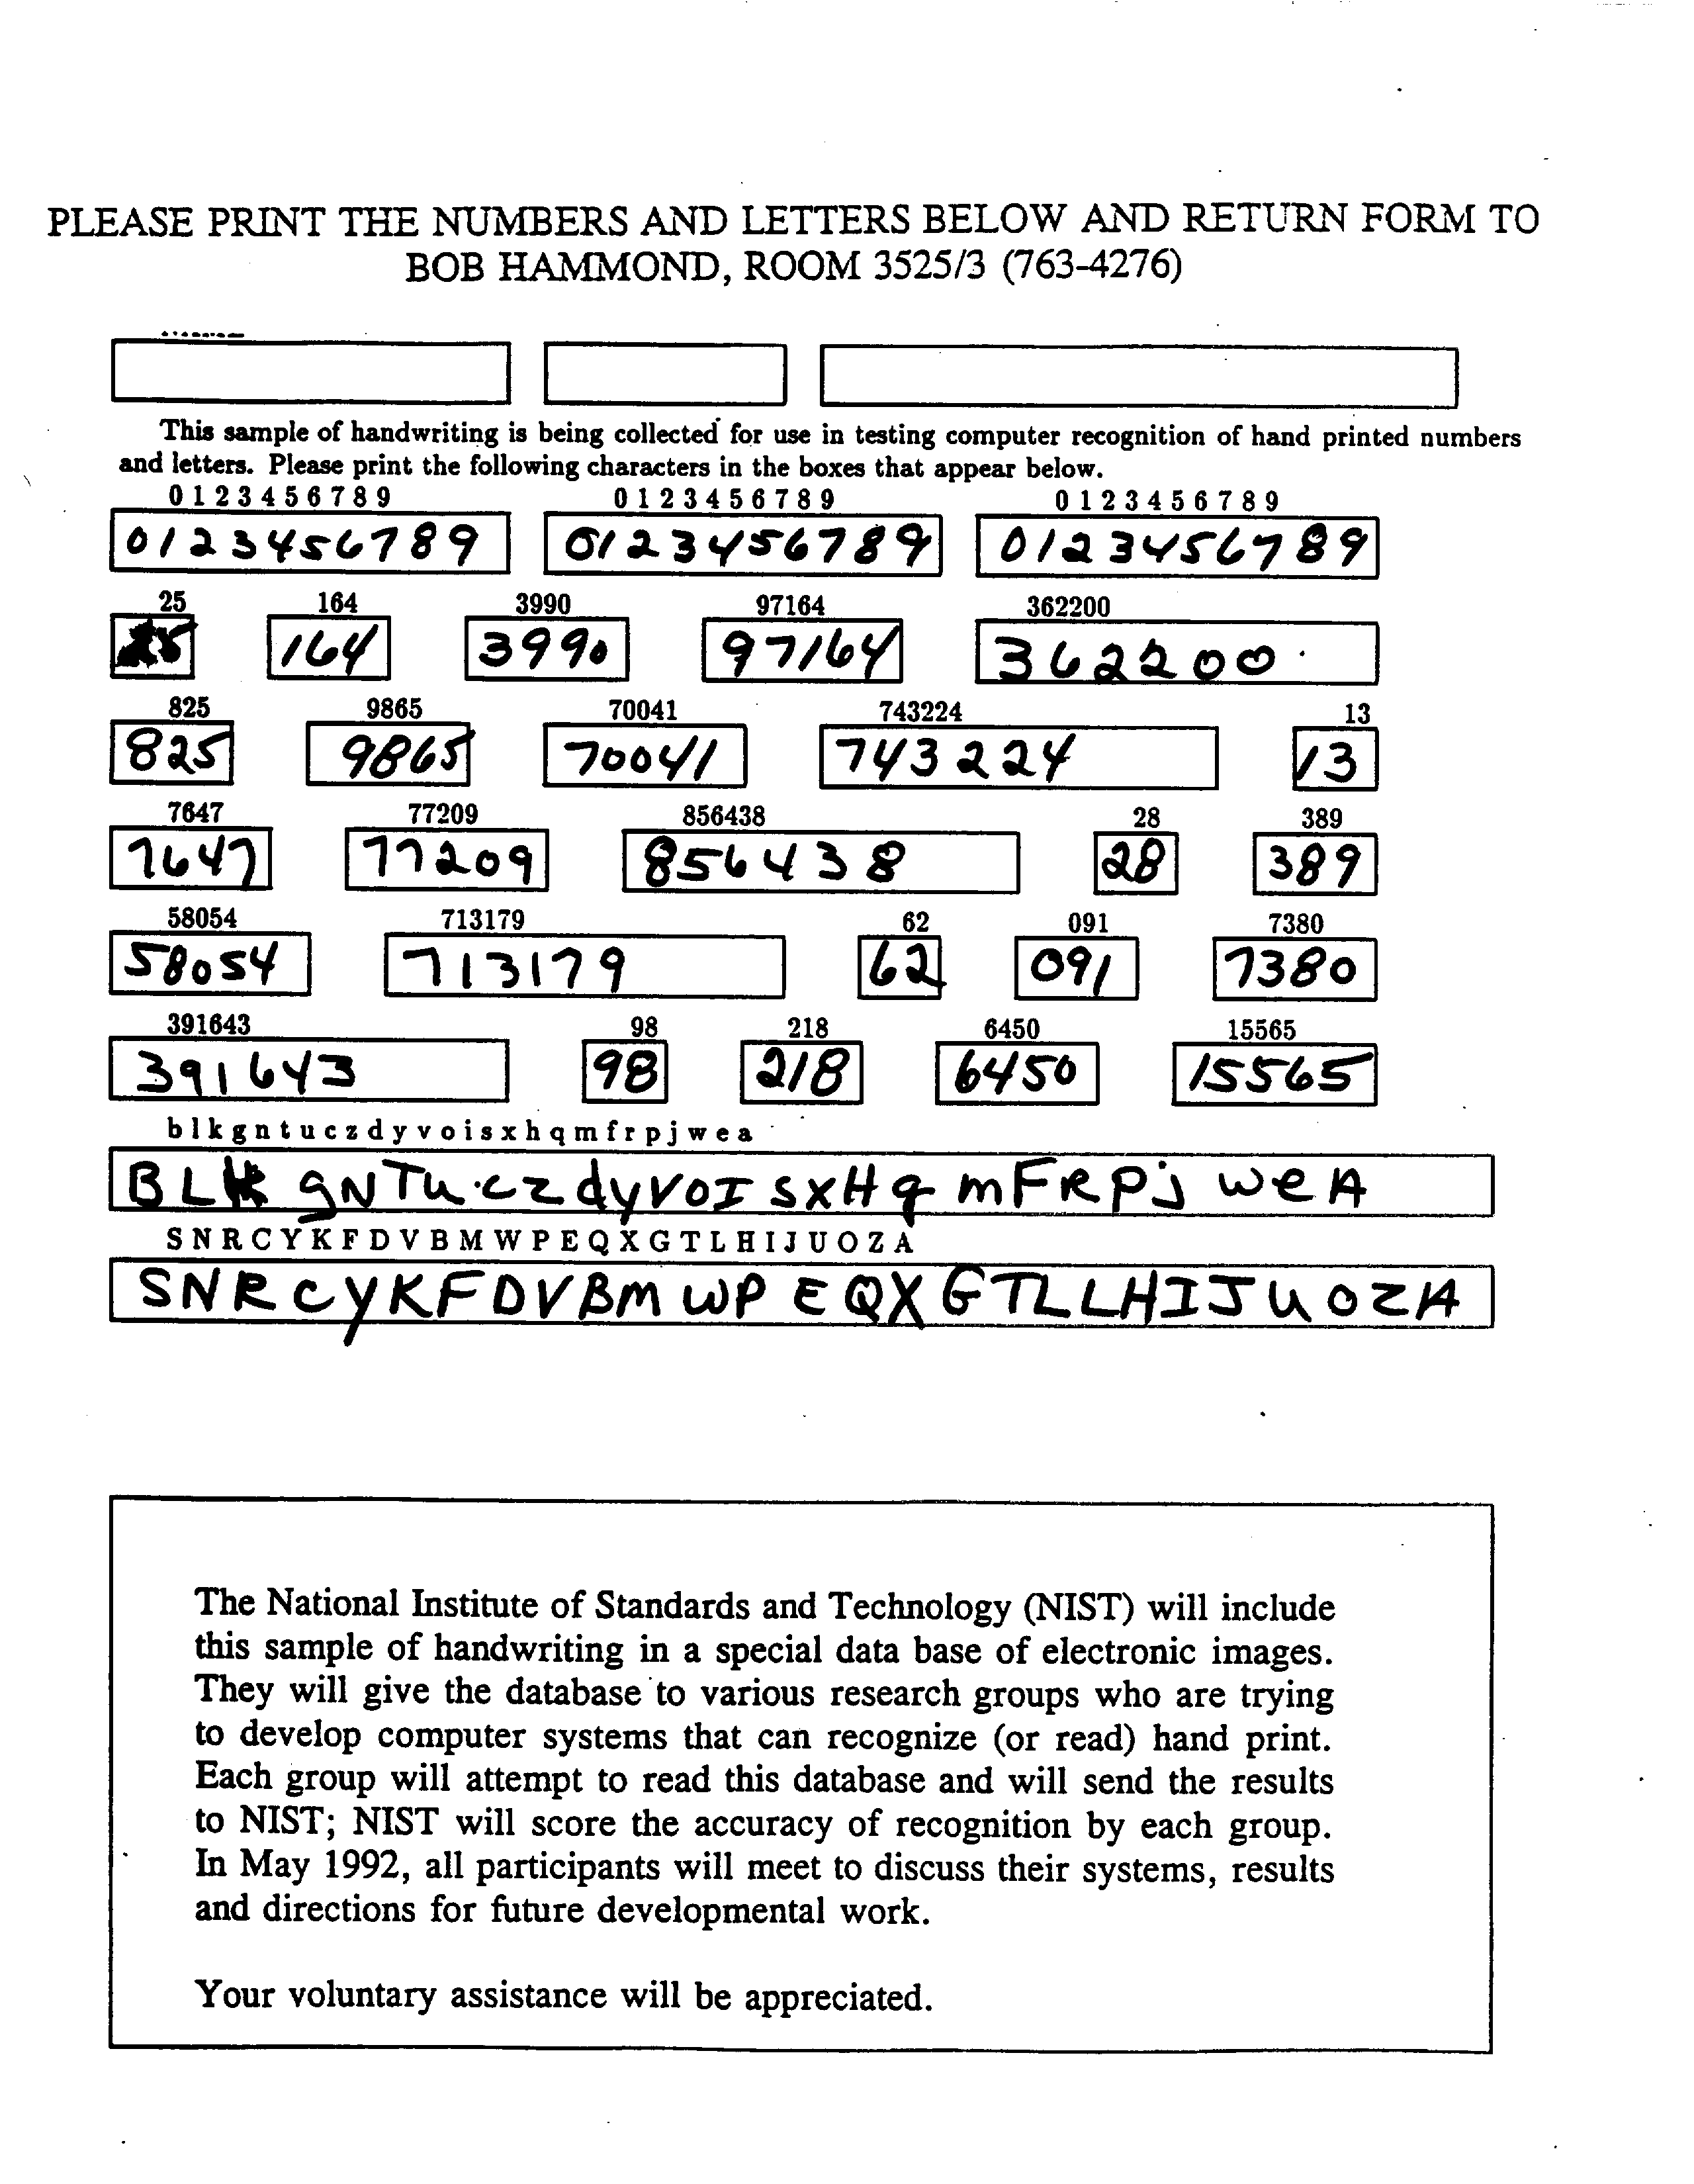 PLEASE PRINT THE NUMBERS AND LETTERS BELOW AND RETURN FORM TO
BOB HAMMOND, ROOM 3525/3 (763-4276)
This sample of handwriting is being collected for use in testing computer recognition of hand printed numbers
and letters. Please print the following characters in the boxes that appear below.
0 1 2 3 4 5 6 7 8 9 0 1 2 3 4 5 6 7 8 9 0 1 2 3 4 5 6 7 8 9
0123456789 0123456789 0123456789
25 164 3990 97164 362200
25 164 3990 97164 362200
825 9865 70041 743224 13
825 9865 70041 743224 13
7647 77209 856438 28 389
7647 77209 856438 28 389
58054 713179 62 091 7380
58054 713179 62 091 7380
391643 98 218 6450 15565
391643 98 218 6450 15565
b l k g n t u c z d y v o i s x h q m f r p j w e a
BLK gNTu czdyVOI SXHq mFRPj weA
S N R C Y K F D V B M W P E Q X G T L H I J U O Z A
SNRCYKFDVBMWPEQXGTLLHIJUOZA
The National Institute of Standards and Technology (NIST) will include
this sample of handwriting in a special data base of electronic images.
They will give the database to various research groups who are trying
to develop computer systems that can recognize (or read) hand print.
Each group will attempt to read this database and will send the results
to NIST; NIST will score the accuracy of recognition by each group.
In May 1992, all participants will meet to discuss their systems, results
and directions for future developmental work.
Your voluntary assistance will be appreciated.